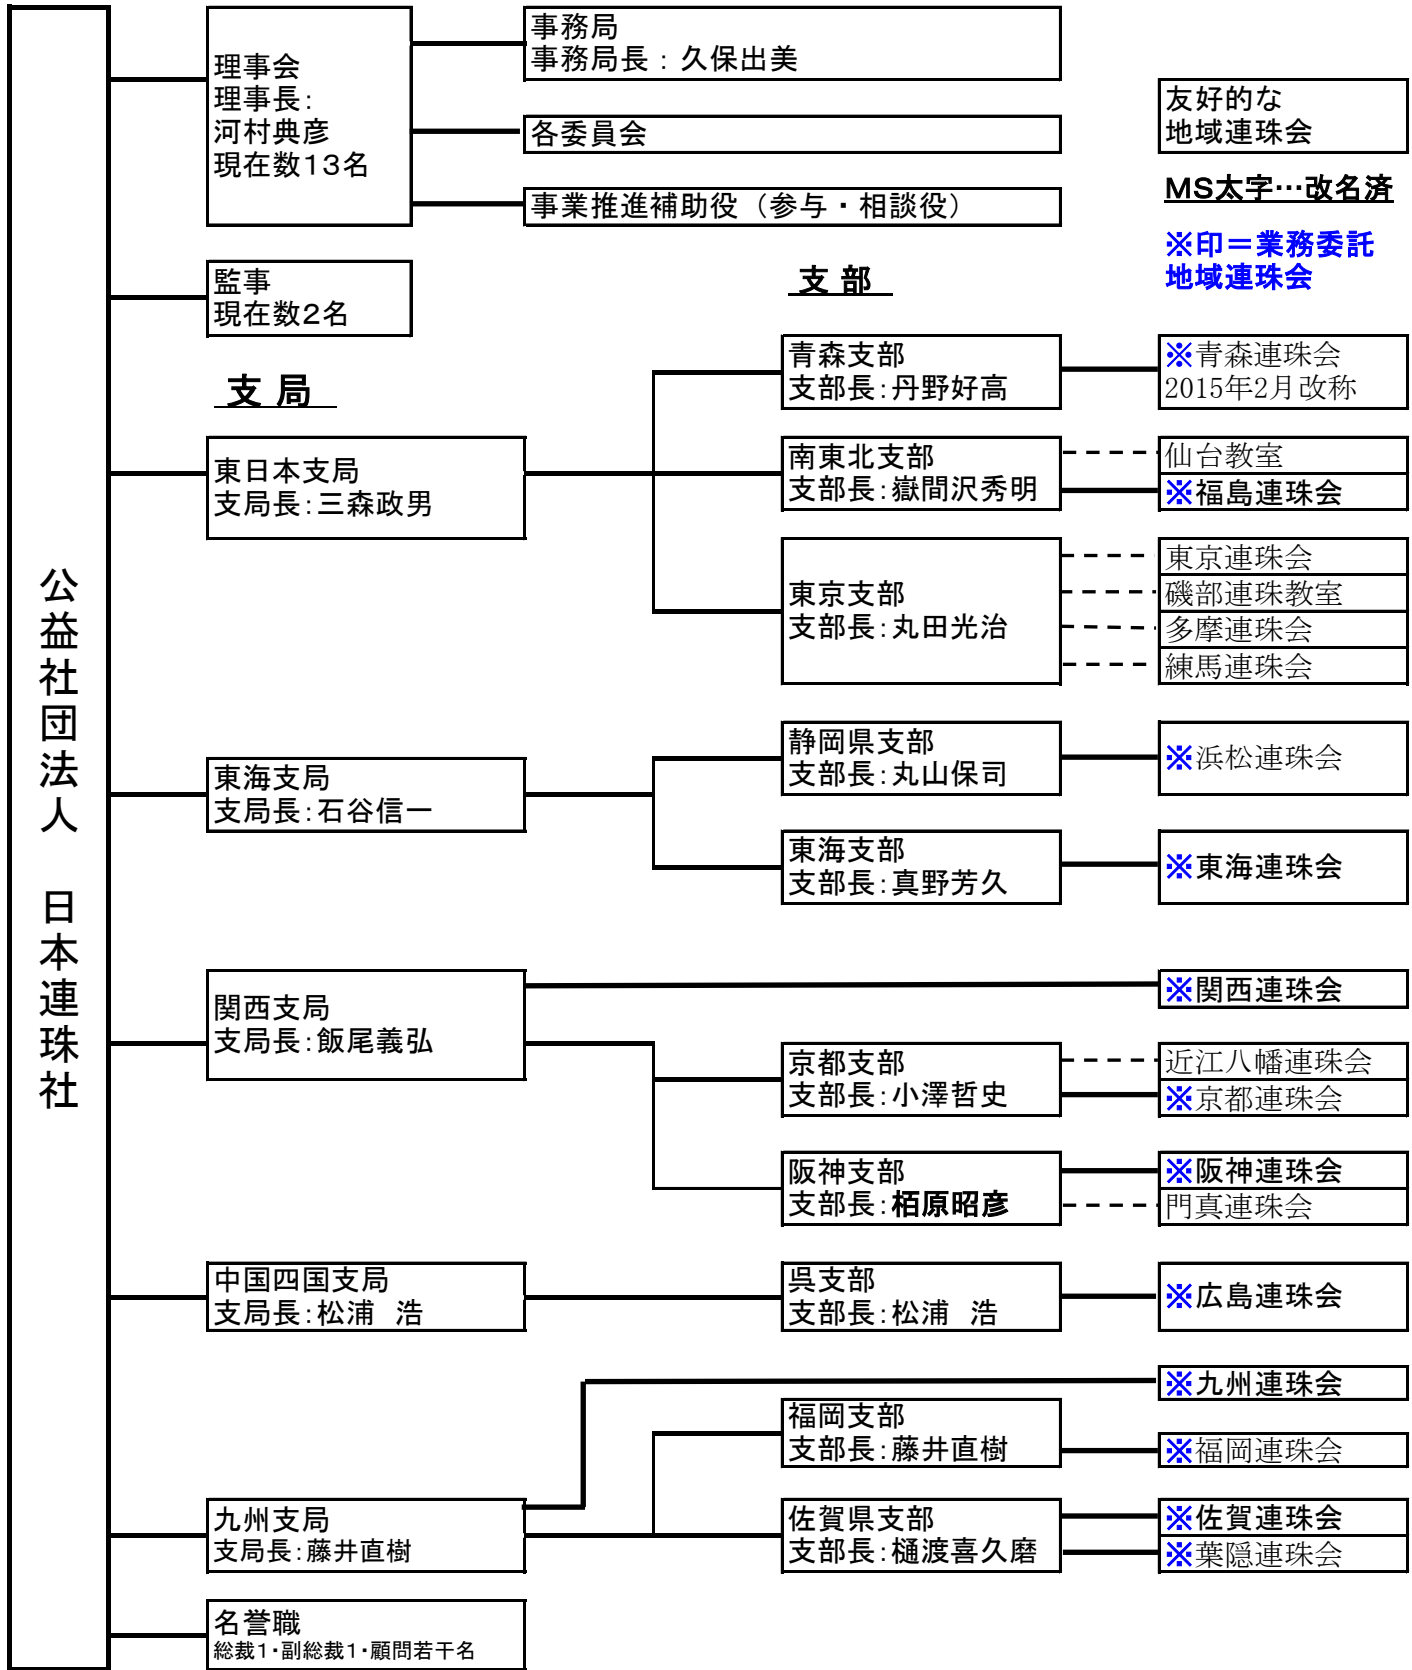 公益社団法人　日本連珠社
理事会
理事長：
河村典彦
現在数１３名
事務局
事務局長：久保出美
各委員会
事業推進補助役（参与・相談役）
友好的な
地域連珠会
ＭＳ太字…改名済
※印＝業務委託
地域連珠会
監事
現在数２名
支 部
支 局
東日本支局
支局長：三森政男
青森支部
支部長：丹野好高
※青森連珠会
2015年2月改称
南東北支部
支部長：嶽間沢秀明
仙台教室
※福島連珠会
東京支部
支部長：丸田光治
東京連珠会
磯部連珠教室
多摩連珠会
練馬連珠会
東海支局
支局長：石谷信一
静岡県支部
支部長：丸山保司
※浜松連珠会
東海支部
支部長：真野芳久
※東海連珠会
関西支局
支局長：飯尾義弘
※関西連珠会
京都支部
支部長：小澤哲史
近江八幡連珠会
※京都連珠会
阪神支部
支部長：栢原昭彦
※阪神連珠会
門真連珠会
中国四国支局
支局長：松浦　浩
呉支部
支部長：松浦　浩
※広島連珠会
九州支局
支局長：藤井直樹
※九州連珠会
福岡支部
支部長：藤井直樹
※福岡連珠会
佐賀県支部
支部長：樋渡喜久磨
※佐賀連珠会
※葉隠連珠会
名誉職
総裁１・副総裁１・顧問若干名